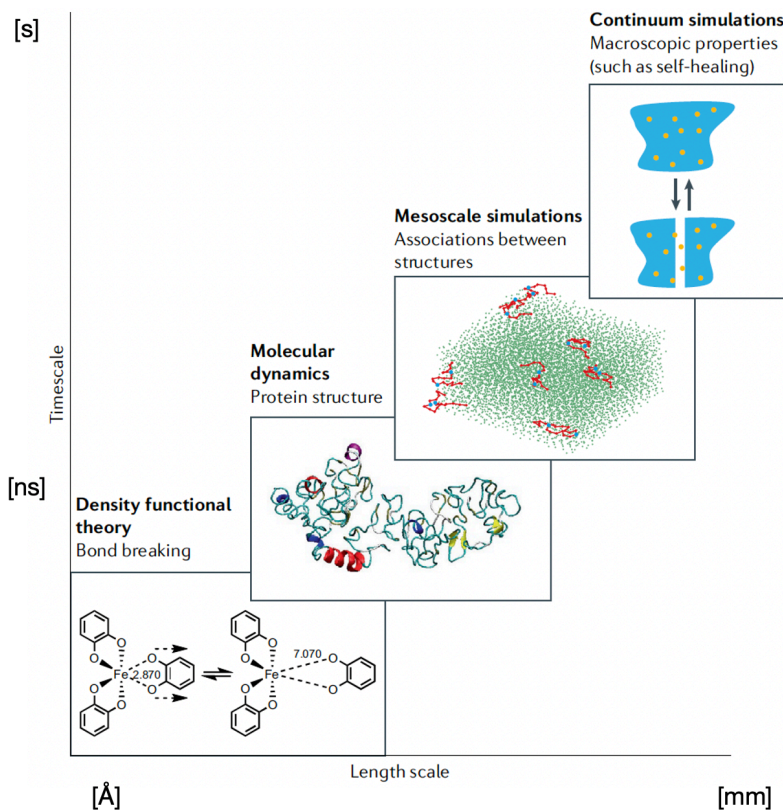 [s]
Continuum simulations
Macroscopic properties
(such as self-healing)
Mesoscale simulations
Associations between
structures
Molecular
dynamics
Protein structure
Timescale
[ns]
Density functional
theory
Bond breaking
O
O
Fe
2.870
O
O
O
O
O
O
Fe
7.070
O
O
O
O
Length scale
[Å]
[mm]